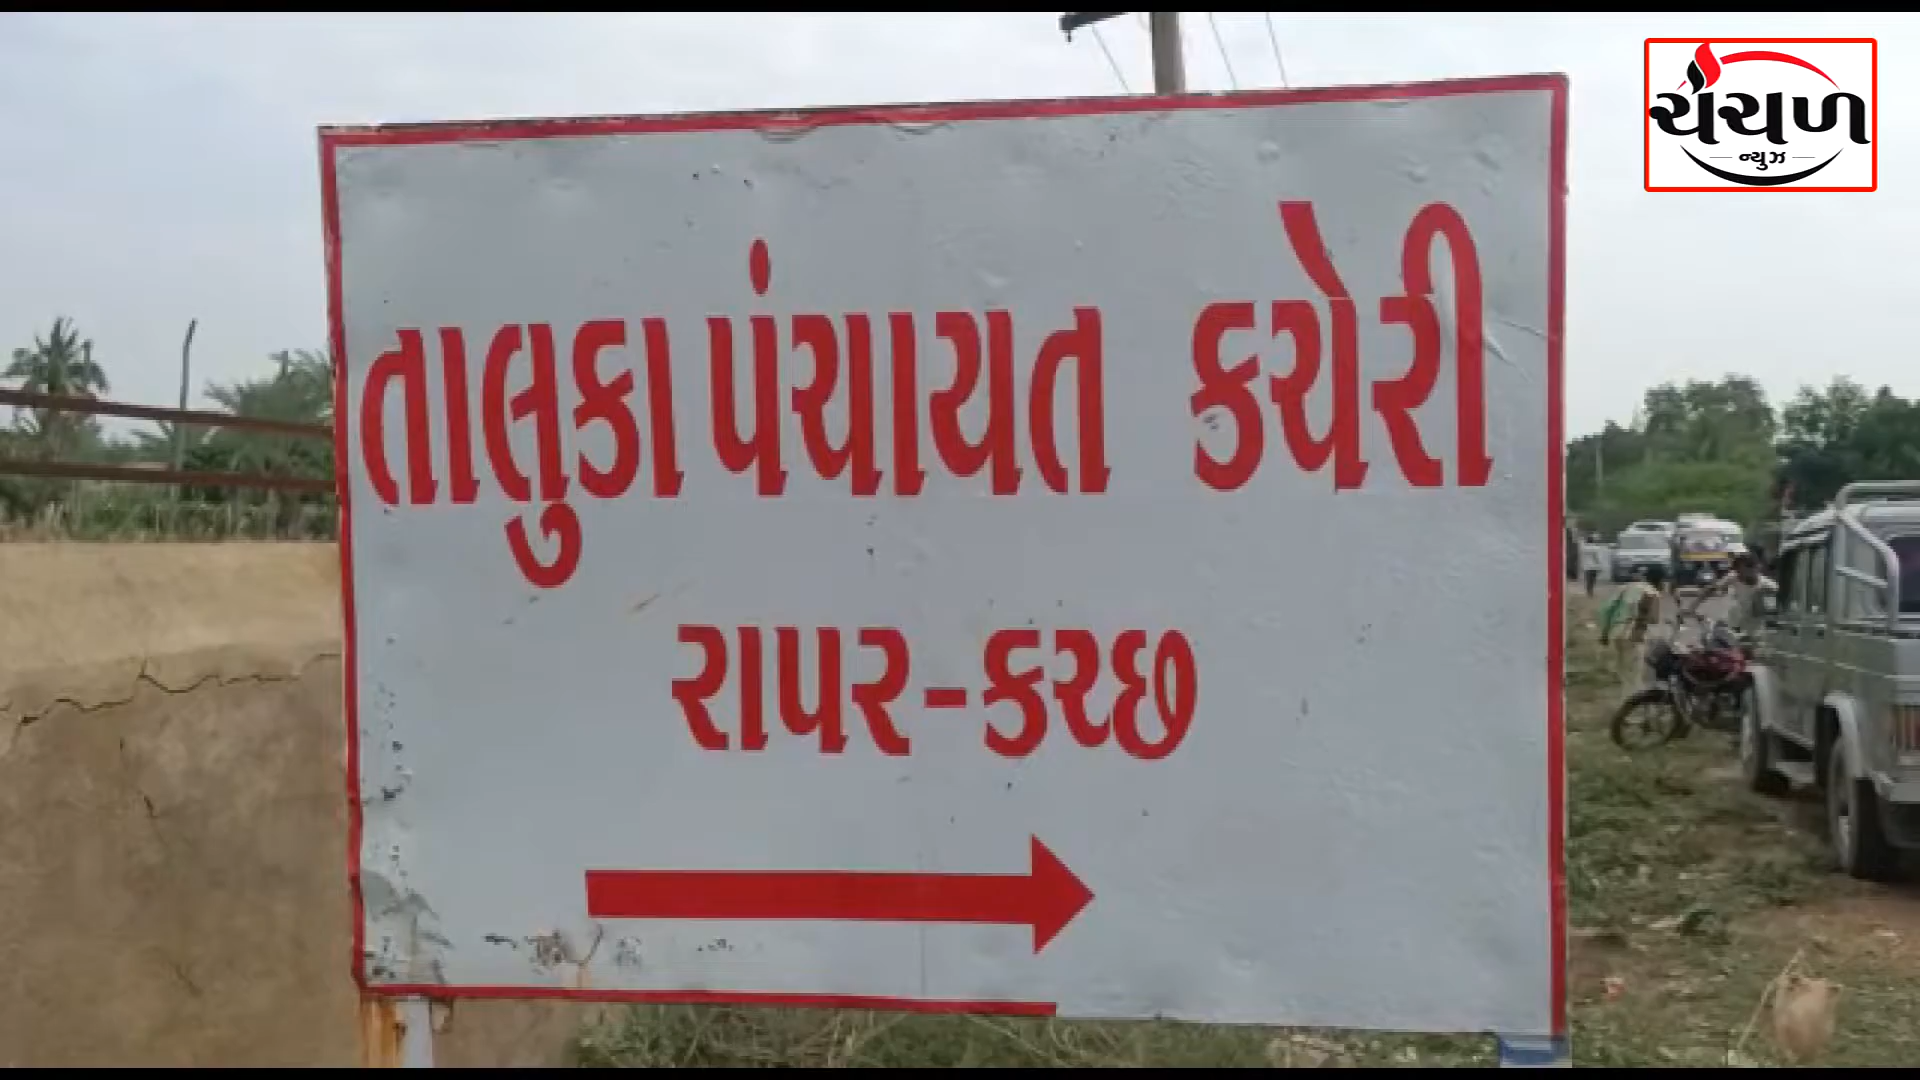 ચંચળ
ન્યુઝ
તાલુકા પંચાયત કચેરી
રાપર-કચ્છ